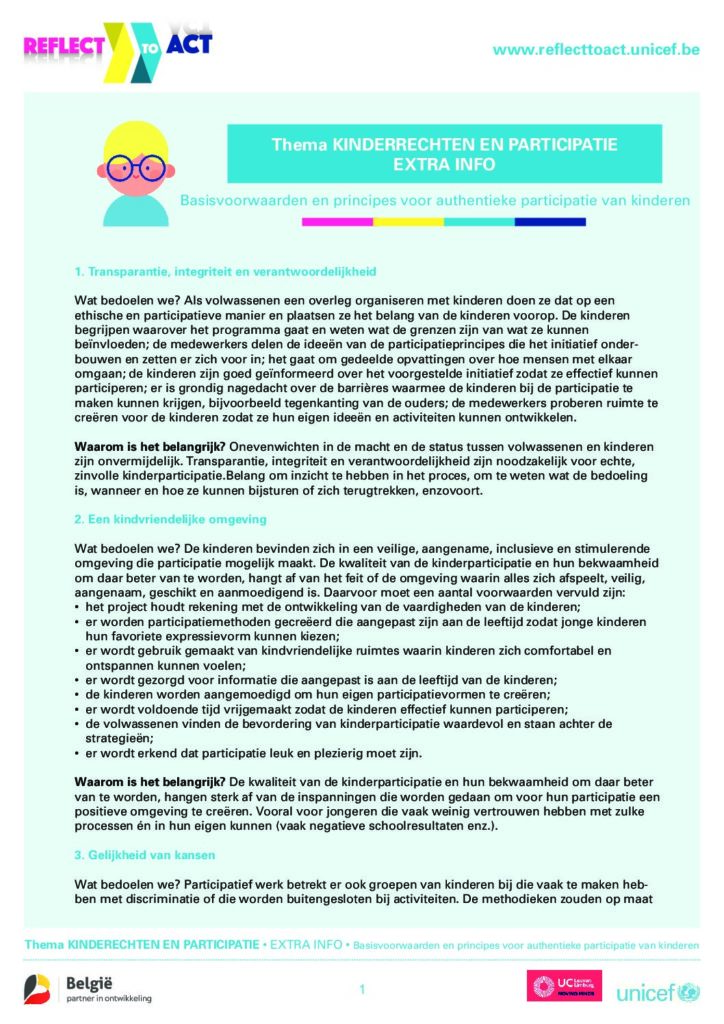 REFLECT TO ACT
www.reflecttoact.unicef.be
Thema KINDERRECHTEN EN PARTICIPATIE
EXTRA INFO
Basisvoorwaarden en principes voor authentieke participatie van kinderen
1. Transparantie, integriteit en verantwoordelijkheid
Wat bedoelen we? Als volwassenen een overleg organiseren met kinderen doen ze dat op een
ethische en participatieve manier en plaatsen ze het belang van de kinderen voorop. De kinderen
begrijpen waarover het programma gaat en weten wat de grenzen zijn van wat ze kunnen
beïnvloeden; de medewerkers delen de ideeën van de participatieprincipes die het initiatief onder-
bouwen en zetten er zich voor in; het gaat om gedeelde opvattingen over hoe mensen met elkaar
omgaan; de kinderen zijn goed geïnformeerd over het voorgestelde initiatief zodat ze effectief kunnen
participeren; er is grondig nagedacht over de barrières waarmee de kinderen bij de participatie te
maken kunnen krijgen, bijvoorbeeld tegenkanting van de ouders; de medewerkers proberen ruimte te
creëren voor de kinderen zodat ze hun eigen ideeën en activiteiten kunnen ontwikkelen.
Waarom is het belangrijk? Onevenwichten in de macht en de status tussen volwassenen en kinderen
zijn onvermijdelijk. Transparantie, integriteit en verantwoordelijkheid zijn noodzakelijk voor echte,
zinvolle kinderparticipatie.Belang om inzicht te hebben in het proces, om te weten wat de bedoeling
is, wanneer en hoe ze kunnen bijsturen of zich terugtrekken, enzovoort.
2. Een kindvriendelijke omgeving
Wat bedoelen we? De kinderen bevinden zich in een veilige, aangename, inclusieve en stimulerende
omgeving die participatie mogelijk maakt. De kwaliteit van de kinderparticipatie en hun bekwaamheid
om daar beter van te worden, hangt af van het feit of de omgeving waarin alles zich afspeelt, veilig,
aangenaam, geschikt en aanmoedigend is. Daarvoor moet een aantal voorwaarden vervuld zijn:
• het project houdt rekening met de ontwikkeling van de vaardigheden van de kinderen;
• er worden participatiemethoden gecreëerd die aangepast zijn aan de leeftijd zodat jonge kinderen
hun favoriete expressievorm kunnen kiezen;
• er wordt gebruik gemaakt van kindvriendelijke ruimtes waarin kinderen zich comfortabel en
ontspannen kunnen voelen;
• er wordt gezorgd voor informatie die aangepast is aan de leeftijd van de kinderen;
• de kinderen worden aangemoedigd om hun eigen participatievormen te creëren;
• er wordt voldoende tijd vrijgemaakt zodat de kinderen effectief kunnen participeren;
• de volwassenen vinden de bevordering van kinderparticipatie waardevol en staan achter de
strategieën;
• er wordt erkend dat participatie leuk en plezierig moet zijn.
Waarom is het belangrijk? De kwaliteit van de kinderparticipatie en hun bekwaamheid om daar beter
van te worden, hangen sterk af van de inspanningen die worden gedaan om voor hun participatie een
positieve omgeving te creëren. Vooral voor jongeren die vaak weinig vertrouwen hebben met zulke
processen én in hun eigen kunnen (vaak negatieve schoolresultaten enz.).
3. Gelijkheid van kansen
Wat bedoelen we? Participatief werk betrekt er ook groepen van kinderen bij die vaak te maken heb-
ben met discriminatie of die worden buitengesloten bij activiteiten. De methodieken zouden op maat
Thema KINDERECHTEN EN PARTICIPATIE • EXTRA INFO • Basisvoorwaarden en principes voor authentieke participatie van kinderen
België
partner in ontwikkeling
1
UC Leuven Limburg
unicef